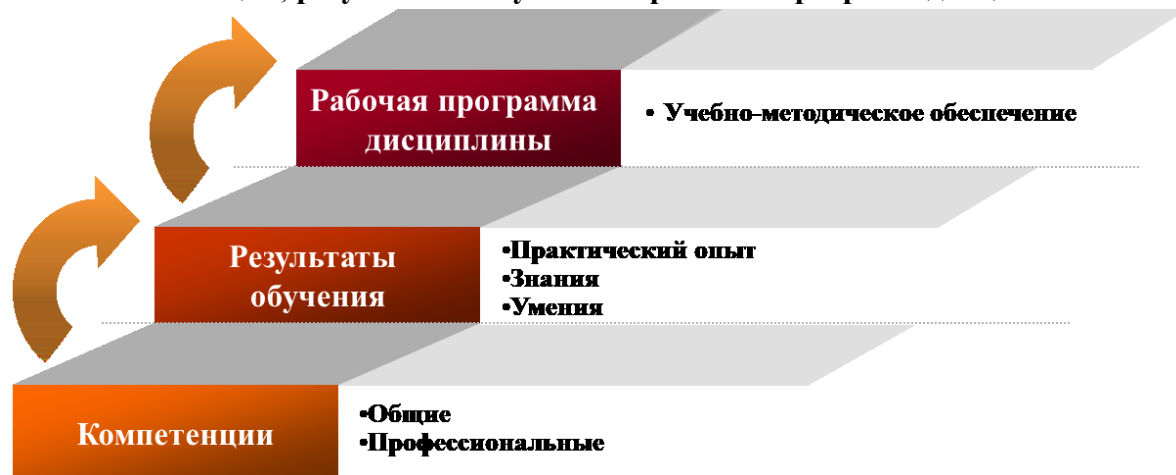 Рабочая программа
дисциплины
• Учебно-методическое обеспечение
Результаты
обучения
•Практический опыт
•Знания
•Умения
Компетенции
•Общие
•Профессиональные